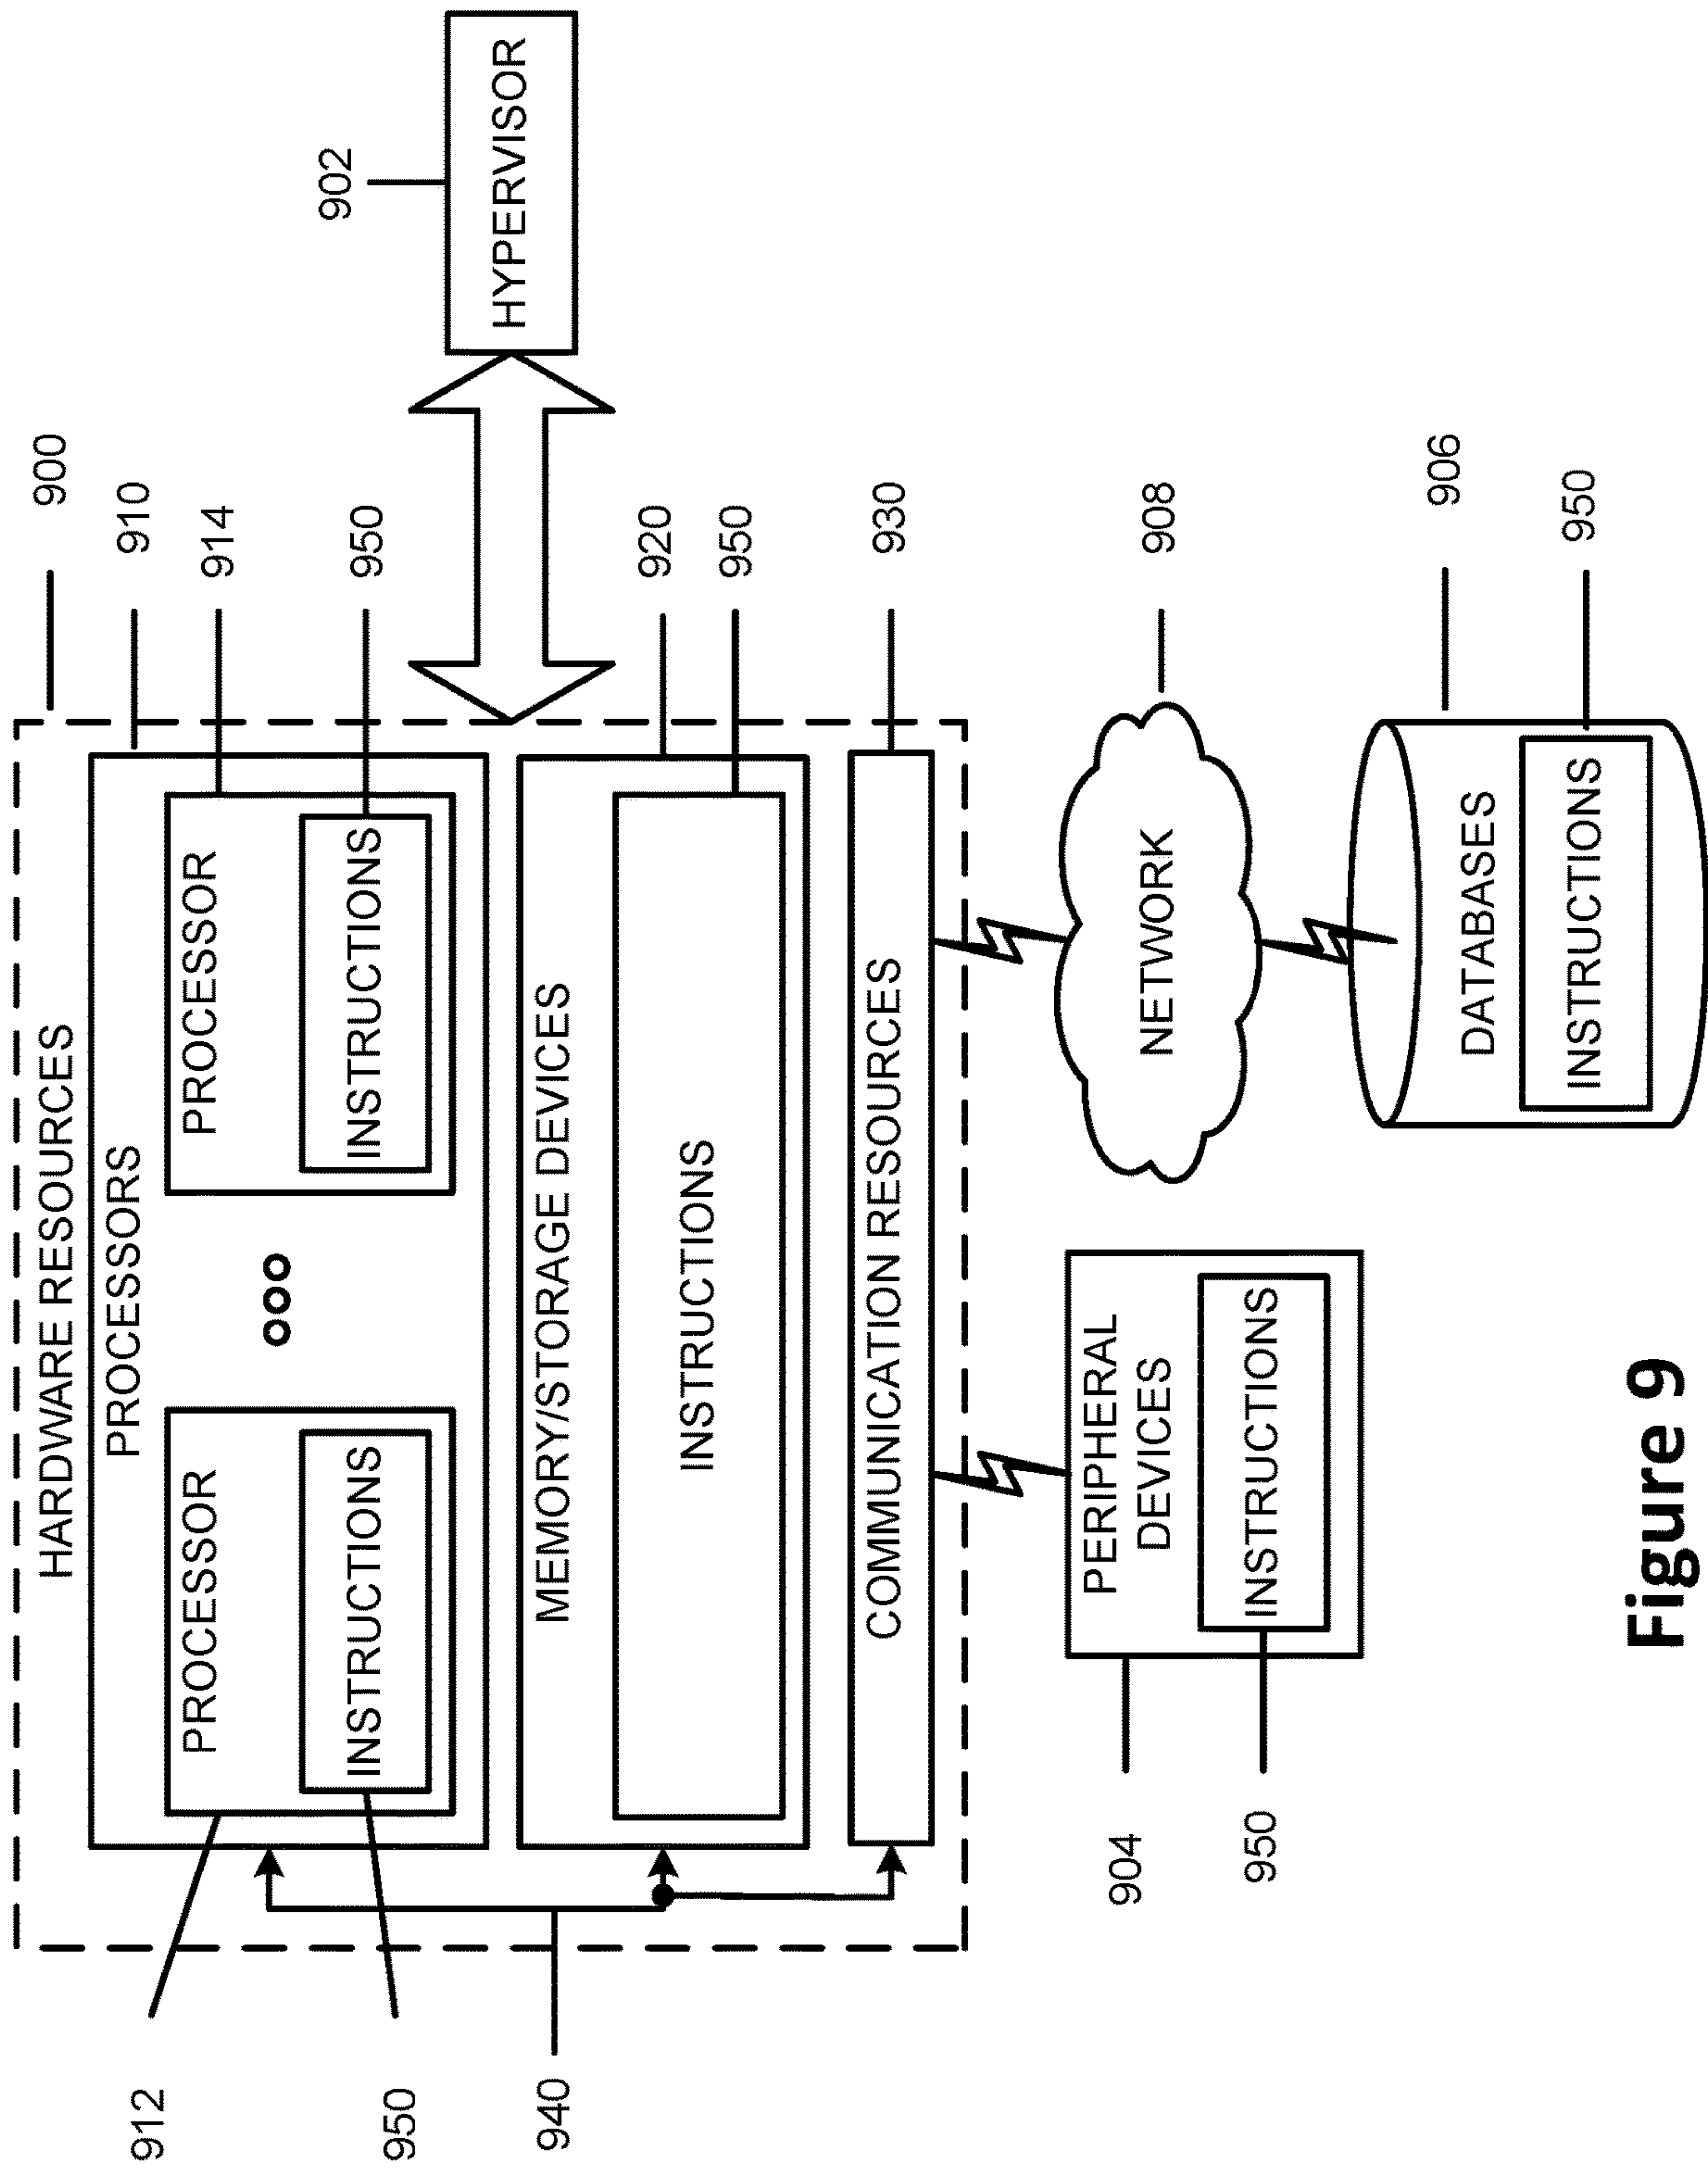 HARDWARE RESOURCES
900
PROCESSORS
910
912
PROCESSOR
PROCESSOR
914
950
INSTRUCTIONS
INSTRUCTIONS
950
902
HYPERVISOR
940
MEMORY/STORAGE DEVICES
920
INSTRUCTIONS
950
COMMUNICATION RESOURCES
930
904
PERIPHERAL
DEVICES
NETWORK
908
950
INSTRUCTIONS
906
DATABASES
INSTRUCTIONS
950
Figure 9